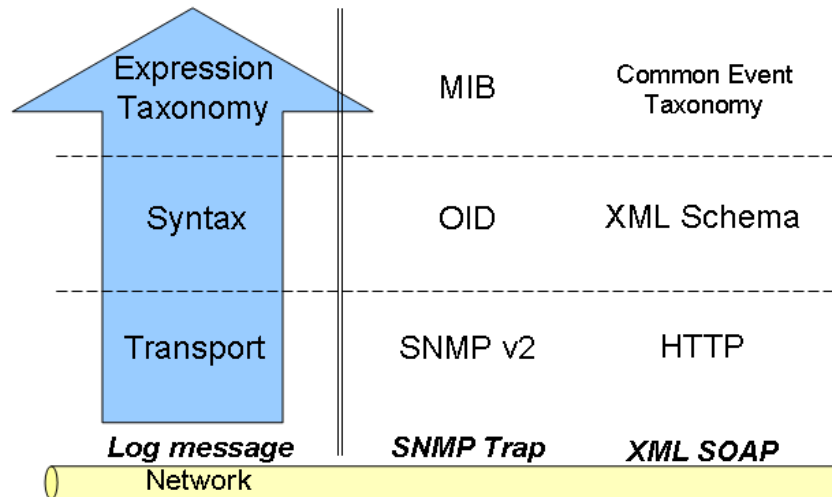 Expression
Taxonomy
MIB
Common Event
Taxonomy
Syntax
OID
XML Schema
Transport
SNMP v2
HTTP
Log message
SNMP Trap
XML SOAP
Network